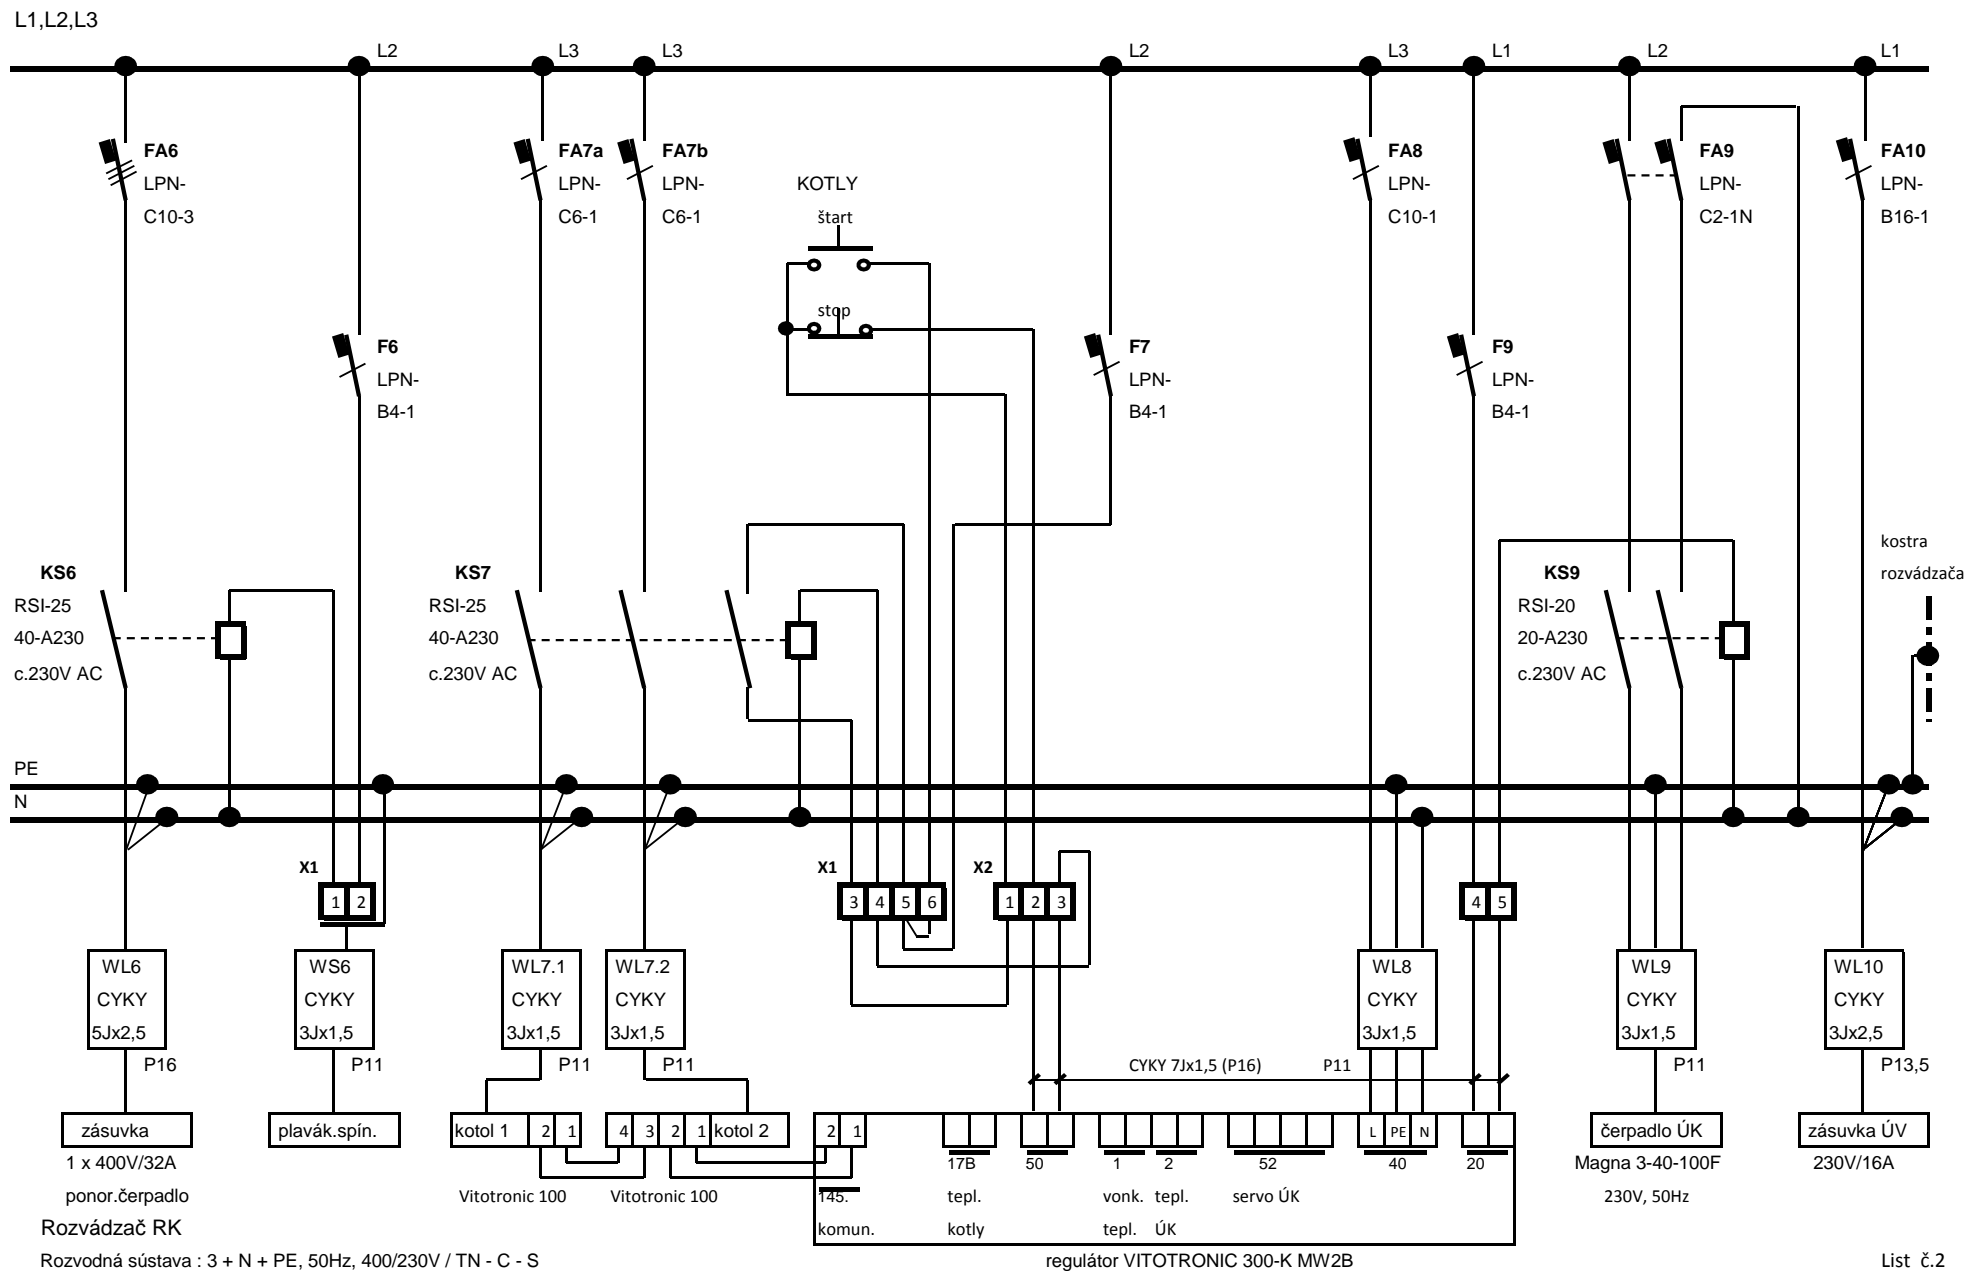 L1,L2,L3
L2
L3
L3
L2
L3
L1
L2
L1
FA6
LPN-
C10-3
FA7a
LPN-
C6-1
FA7b
LPN-
C6-1
KOTLY
štart
stop
FA8
LPN-
C10-1
FA9
LPN-
C2-1N
FA10
LPN-
B16-1
F6
LPN-
B4-1
F7
LPN-
B4-1
F9
LPN-
B4-1
KS6
RSI-25
40-A230
c.230V AC
KS7
RSI-25
40-A230
c.230V AC
KS9
RSI-20
20-A230
c.230V AC
kostra
rozvádzača
PE
N
X1
1 2
X1
3 4 5 6
X2
1 2 3
4 5
WL6
CYKY
5Jx2,5
P16
WS6
CYKY
3Jx1,5
P11
WL7.1
CYKY
3Jx1,5
P11
WL7.2
CYKY
3Jx1,5
P11
CYKY 7Jx1,5 (P16)
P11
WL8
CYKY
3Jx1,5
WL9
CYKY
3Jx1,5
P11
WL10
CYKY
3Jx2,5
P13,5
zásuvka
1 x 400V/32A
ponor.čerpadlo
plavák.spín.
kotol 1 2 1
Vitotronic 100
4 3 2 1 kotol 2
Vitotronic 100
2 1
145.
komun.
17B
tepl.
kotly
50
1
vonk.
tepl.
2
tepl.
ÚK
52
servo ÚK
L PE N
40
20
čerpadlo ÚK
Magna 3-40-100F
230V, 50Hz
zásuvka ÚV
230V/16A
Rozvádzač RK
Rozvodná sústava : 3 + N + PE, 50Hz, 400/230V / TN - C - S
regulátor VITOTRONIC 300-K MW2B
List č.2